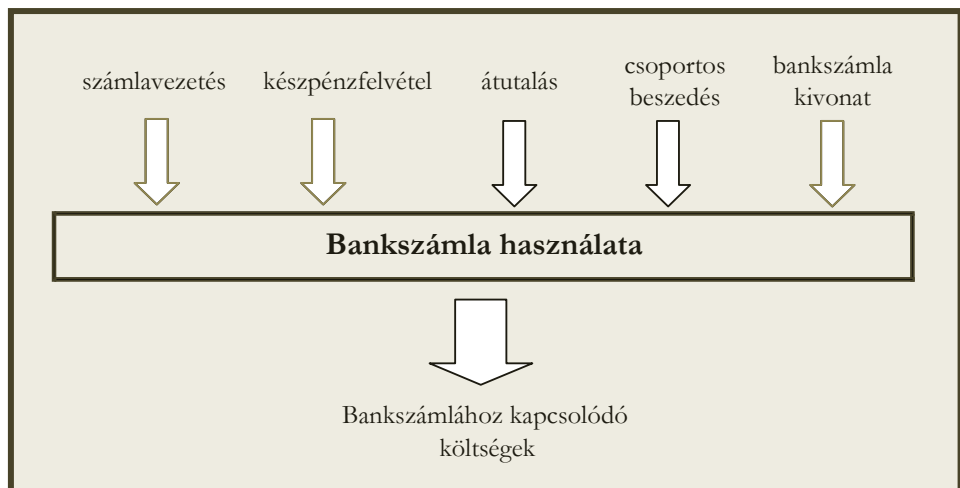 számlavezetés
készpénzfelvétel
átutalás
csoportos
beszedés
bankszámla
kivonat
Bankszámla használata
Bankszámlához kapcsolódó
költségek